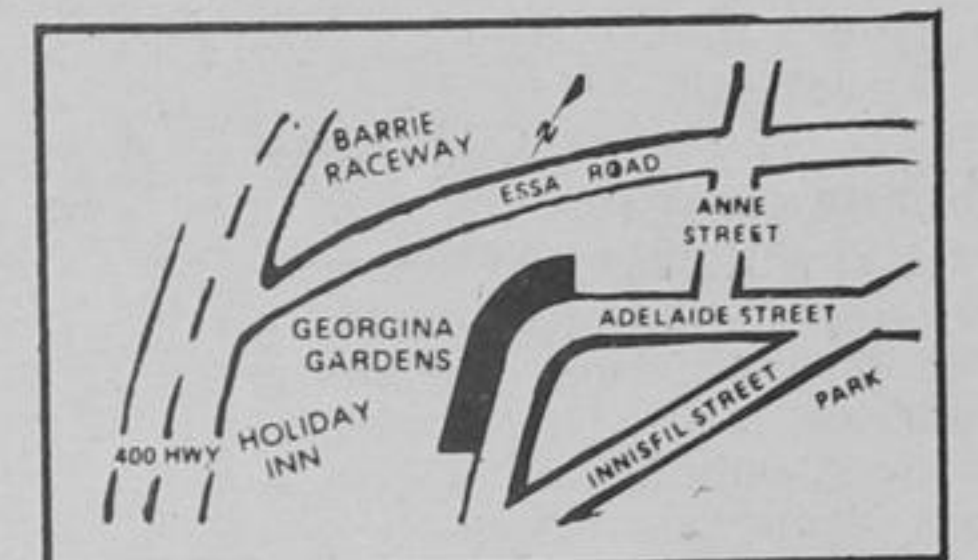 BARRIE
RACEWAY
N
ESSA ROAD
ANNE
STREET
GEORGINA
GARDENS
ADELAIDE STREET
INNISFIL STREET
PARK
HOLIDAY
INN
400 HWY